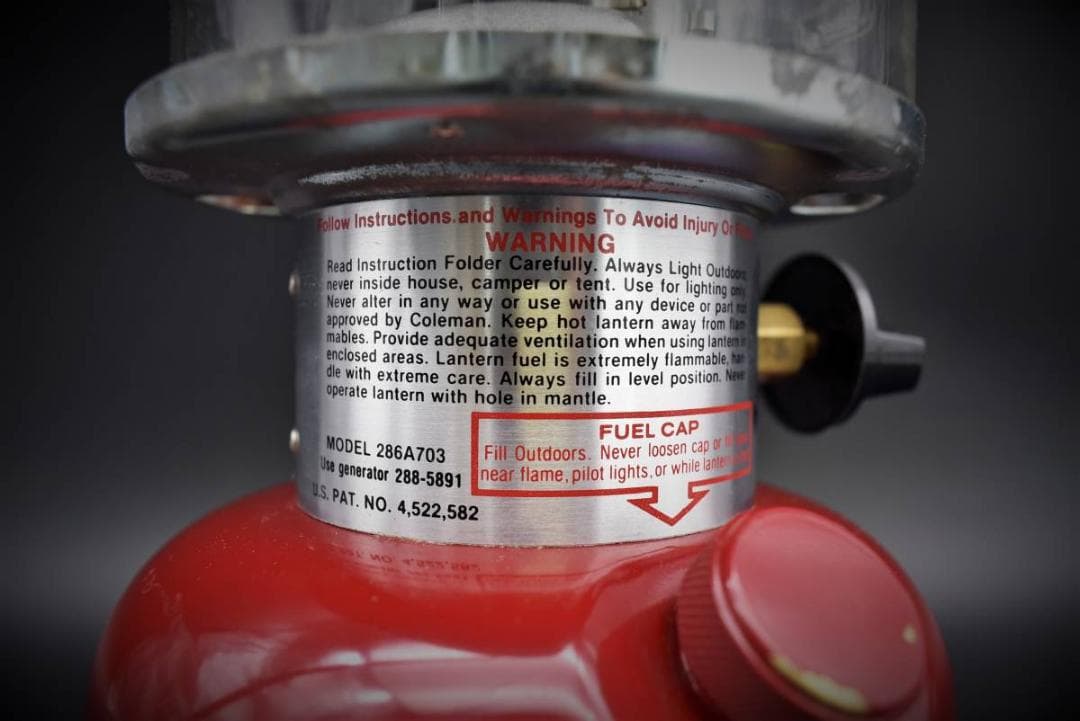 Follow Instructions and Warnings To Avoid Injury Or
WARNING
Read Instruction Folder Carefully. Always Light Outdoors,
never inside house, camper or tent. Use for lighting only.
Never alter in any way or use with any device or part not
approved by Coleman. Keep hot lantern away from flam-
mables. Provide adequate ventilation when using lantern in
enclosed areas. Lantern fuel is extremely flammable, han-
dle with extreme care. Always fill in level position. Never
operate lantern with hole in mantle.
FUEL CAP
Fill Outdoors. Never loosen cap or
near flame, pilot lights, or while lantern
MODEL 286A703
Use generator 288-5891
U.S. PAT. NO. 4,522,582